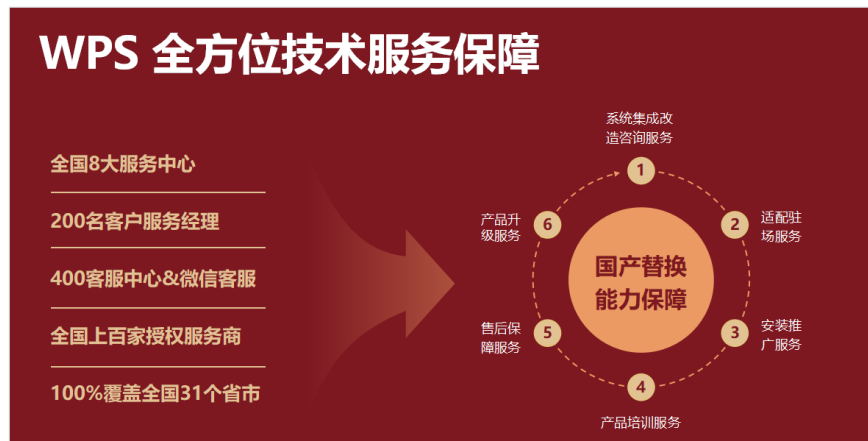 WPS 全方位技术服务保障
全国8大服务中心
200名客户服务经理
400客服中心&微信客服
全国上百家授权服务商
100%覆盖全国31个省市
系统集成改
造咨询服务
1
2
适配驻
场服务
3
安装推
广服务
4
产品培训服务
5
售后保
障服务
6
产品升
级服务
国产替换
能力保障